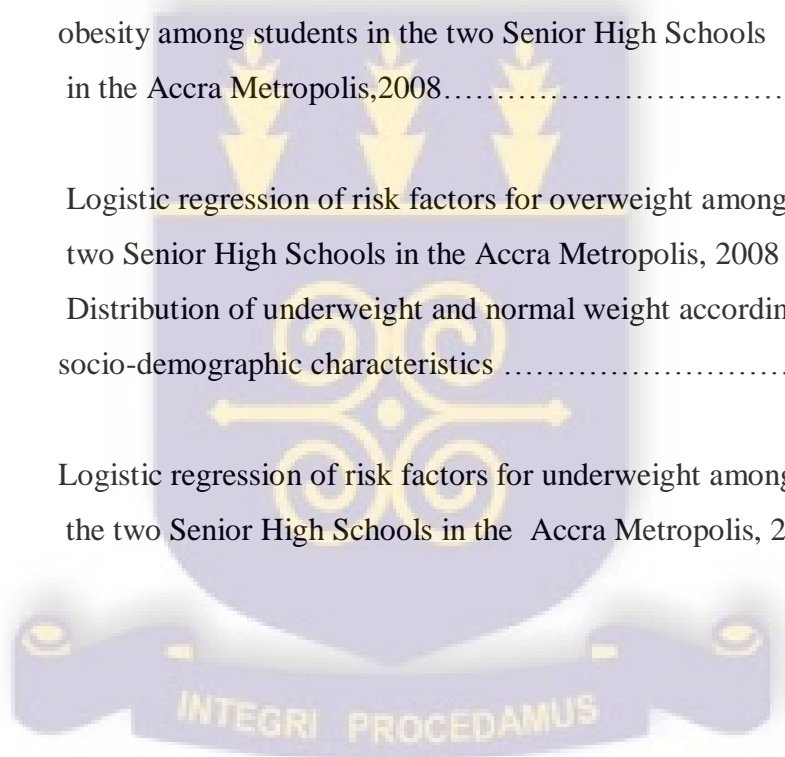 obesity among students in the two Senior High Schools
in the Accra Metropolis,2008……………………………
Logistic regression of risk factors for overweight among
two Senior High Schools in the Accra Metropolis, 2008
Distribution of underweight and normal weight accordin
socio-demographic characteristics ………………………
Logistic regression of risk factors for underweight among
the two Senior High Schools in the Accra Metropolis, 2
INTEGRI PROCEDAMUS